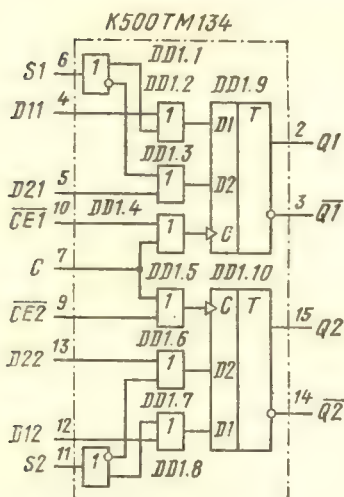 K500TM134
DD1.1
6
S1
1
DD1.2
DD1.9
4
D11
1
D1
T
2
Q1
DD1.3
D21
5
1
D2
3
Q1
CE1
10
DD1.4
1
C
C
7
DD1.5
DD1.10
15
CE2
9
1
C
T
Q2
13
DD1.6
D22
1
D2
14
Q2
DD1.7
D12
12
1
D1
S2
11
1
DD1.8